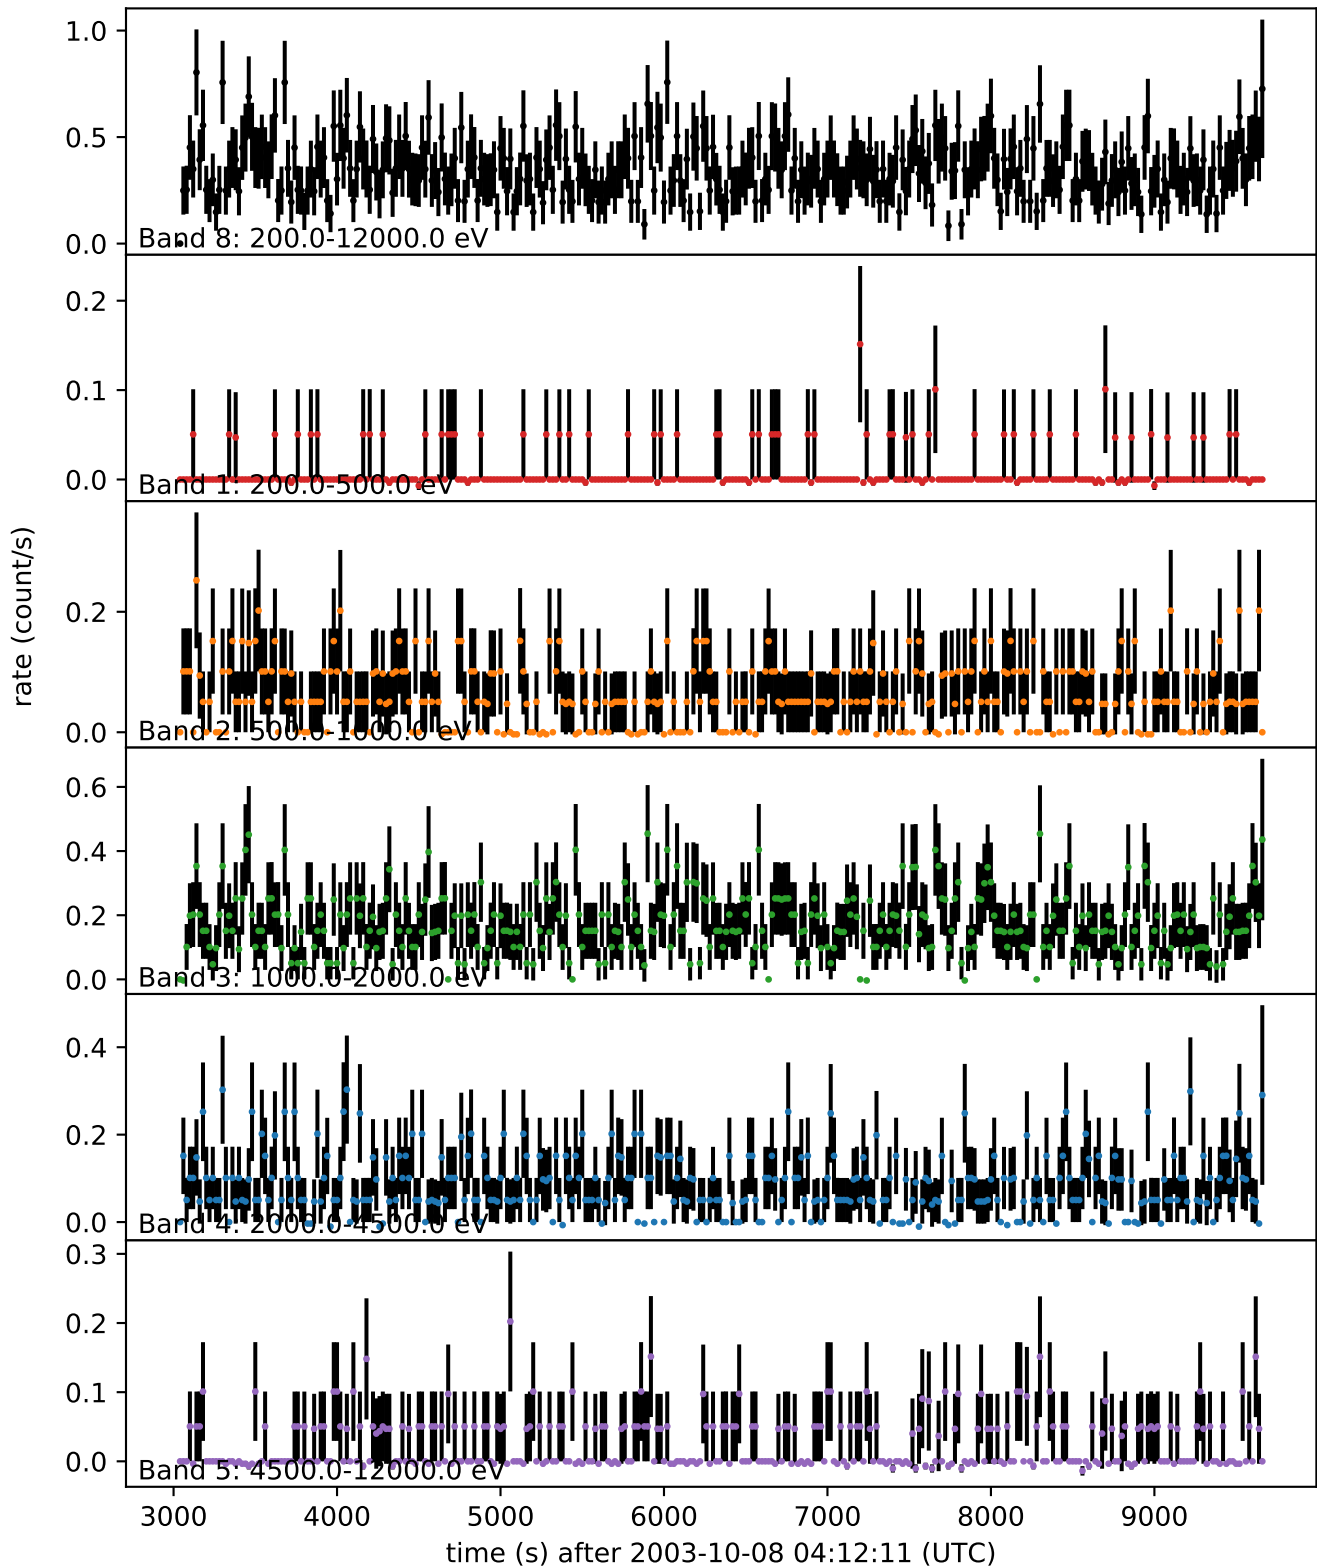 1.0
0.5
0.0
Band 8: 200.0-12000.0 eV
0.2
0.1
0.0
Band 1: 200.0-500.0 eV
0.2
0.0
Band 2: 500.0-1000.0 eV
rate (count/s)
0.6
0.4
0.2
0.0
Band 3: 1000.0-2000.0 eV
0.4
0.2
0.0
Band 4: 2000.0-4500.0 eV
0.3
0.2
0.1
0.0
Band 5: 4500.0-12000.0 eV
3000 4000 5000 6000 7000 8000 9000
time (s) after 2003-10-08 04:12:11 (UTC)